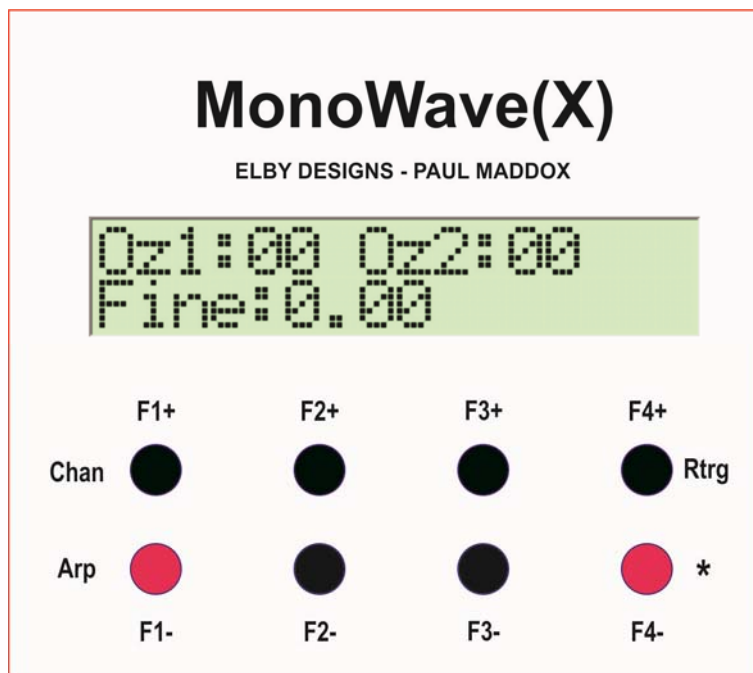 MonoWave(X)
ELBY DESIGNS - PAUL MADDOX
Oz1:00 Oz2:00
Fine:0.00
F1+ F2+ F3+ F4+
Chan Rtrg
Arp *
F1- F2- F3- F4-